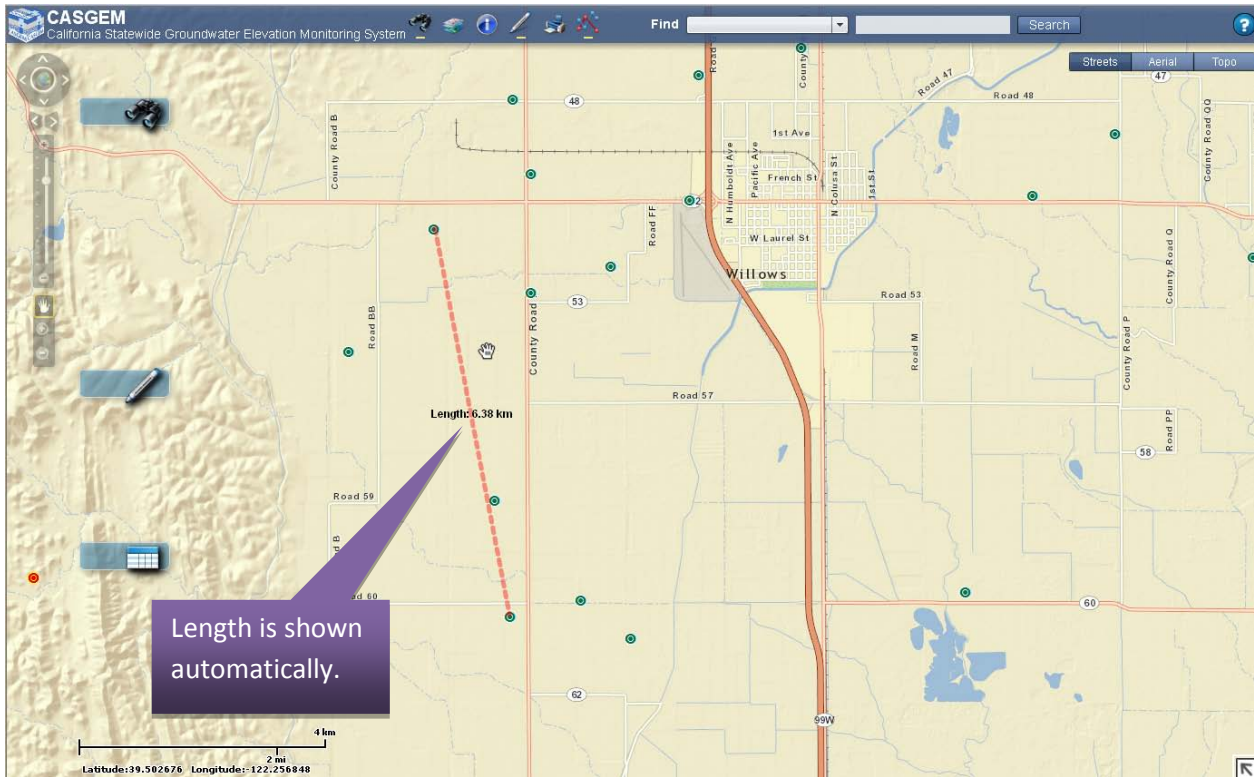 CASGEM
California Statewide Groundwater Elevation Monitoring System
Find
Search
?
Streets Aerial Topo
Road 47
47
48
Road 48
County Road B
1st Ave
N Humboldt Ave
Pacific Ave
French St
N Colusa St
1st St
County Road QQ
Road FF
W Laurel St
Willows
County Road Q
53
Road 53
Road BB
County Road
Road M
County Road P
Road 57
Length: 6.38 km
Road PP
58
Road 59
60
62
99W
Length is shown
automatically.
4 km
2 mi
Latitude:39.502676 Longitude:-122.256848